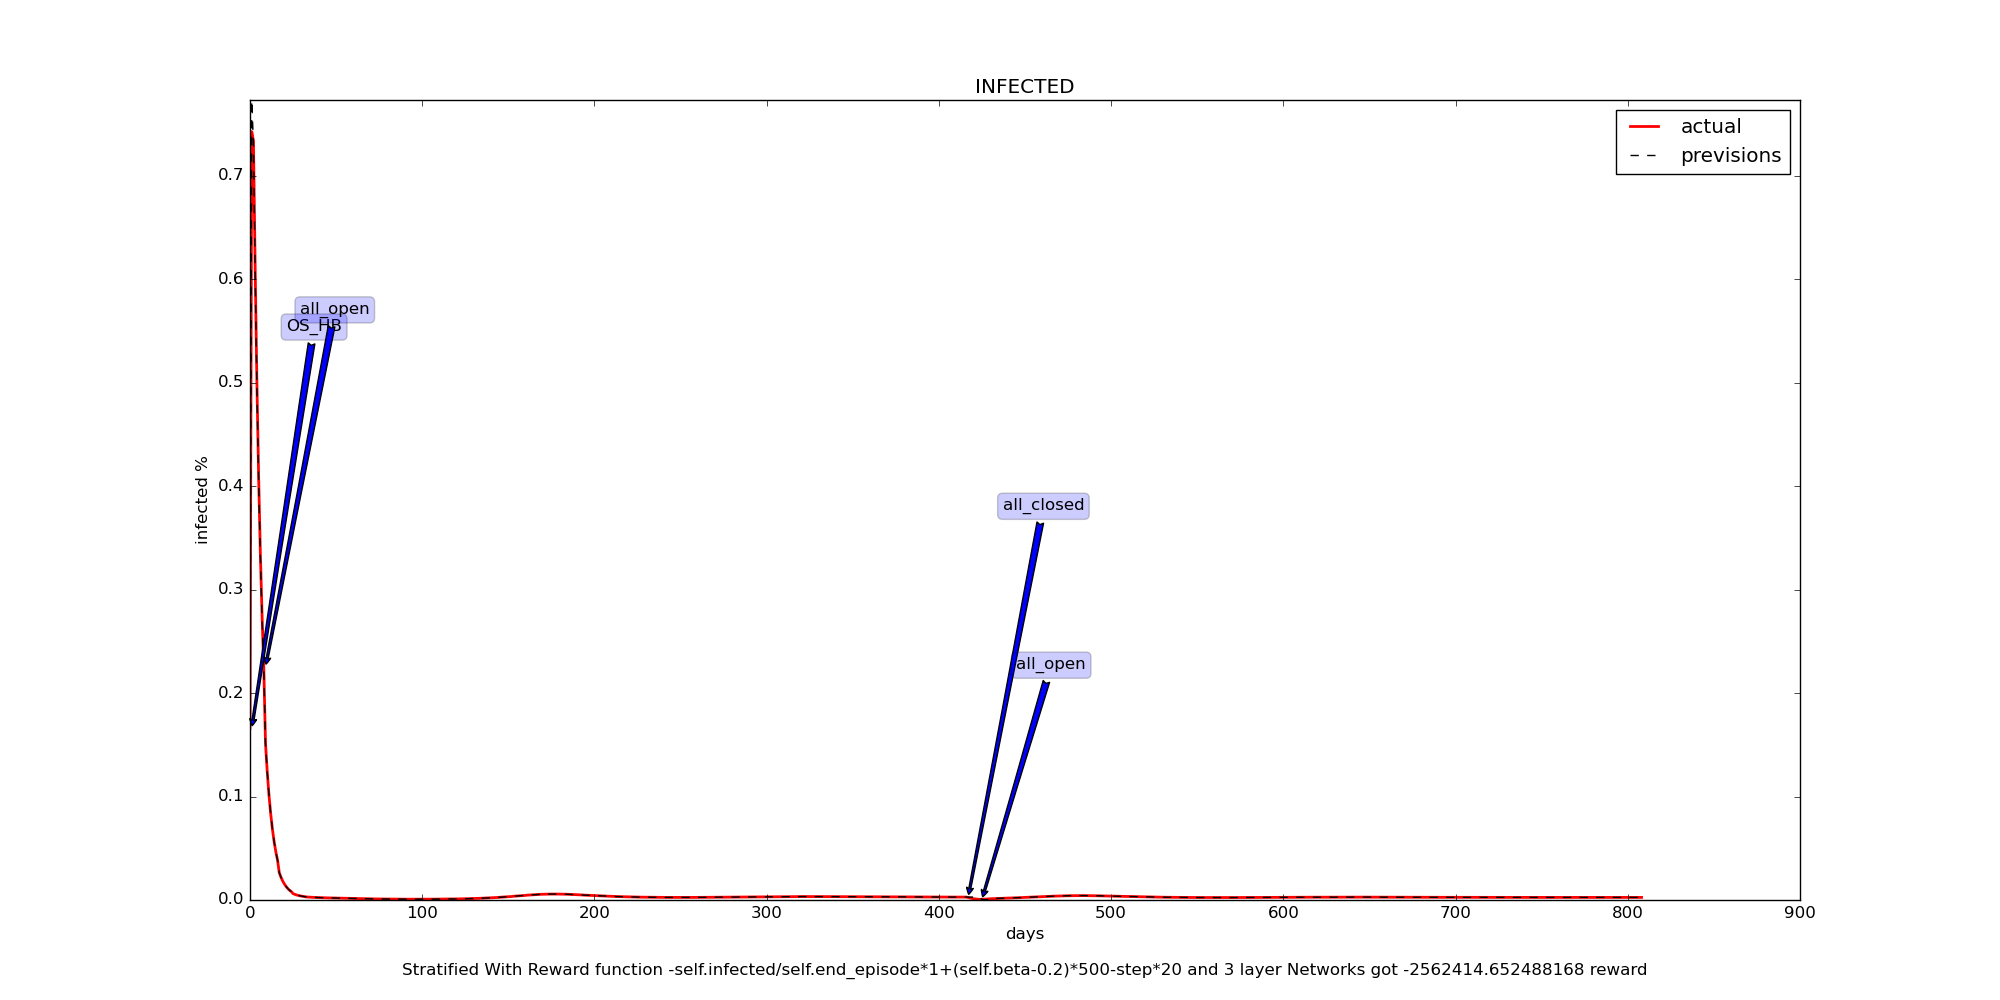 INFECTED
actual
previsions
0.7
0.6
0.5
0.4
0.3
0.2
0.1
0.0
infected %
all_open
OS_HB
all_closed
all_open
0 100 200 300 400 500 600 700 800 900
days
Stratified With Reward function -self.infected/self.end_episode*1+(self.beta-0.2)*500-step*20 and 3 layer Networks got -2562414.652488168 reward